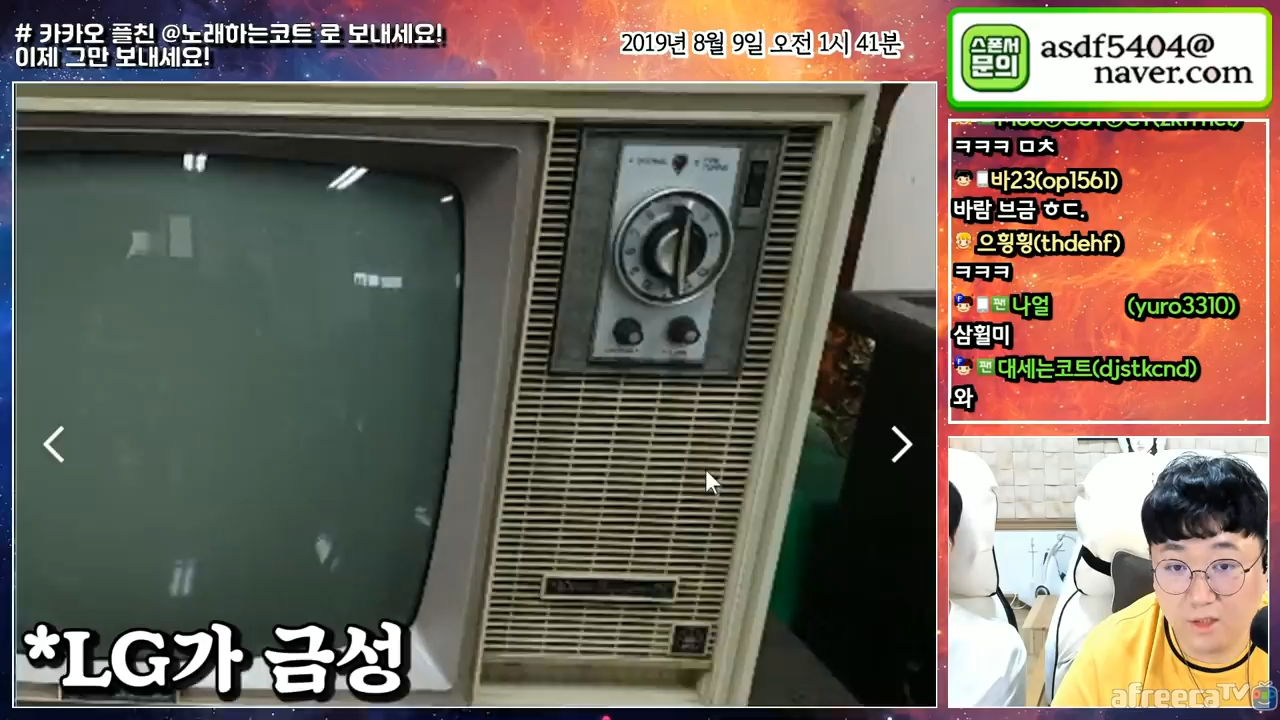 # 카카오 플친 @노래하는코트 로 보내세요!
이제 그만 보내세요!
2019년 8월 9일 오전 1시 41분
스폰서
문의
asdf5404@
naver.com
ㅋㅋㅋ ㅁㅊ
바23(op1561)
바람 브금 ㅎㄷ.
으휭휭(thdehf)
ㅋㅋㅋ
팬 나얼 (yuro3310)
삼췰미
팬 대세는코트(djstkcnd)
와
*LG가 금성
afreecaTV